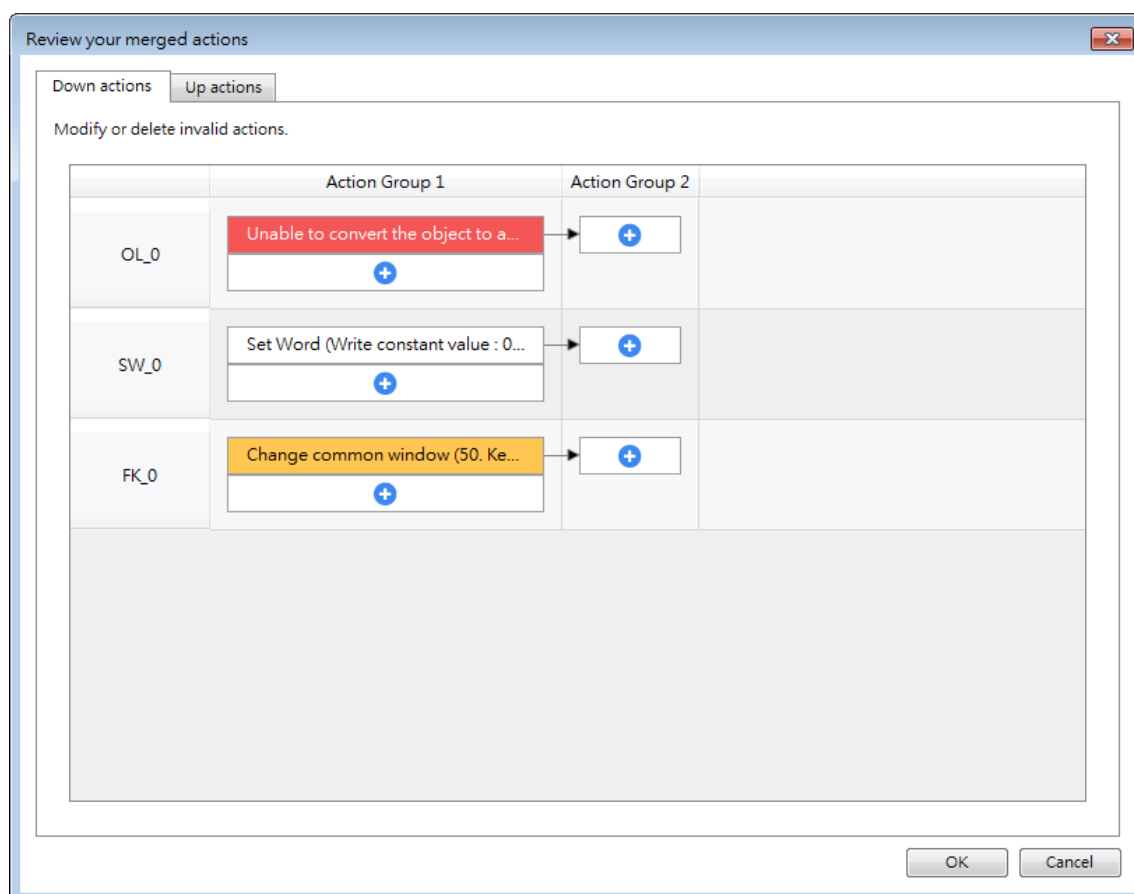 Review your merged actions
Down actions
Up actions
Modify or delete invalid actions.
Action Group 1
Action Group 2
OL_0
Unable to convert the object to a...
SW_0
Set Word (Write constant value : 0...
FK_0
Change common window (50. Ke...
OK
Cancel